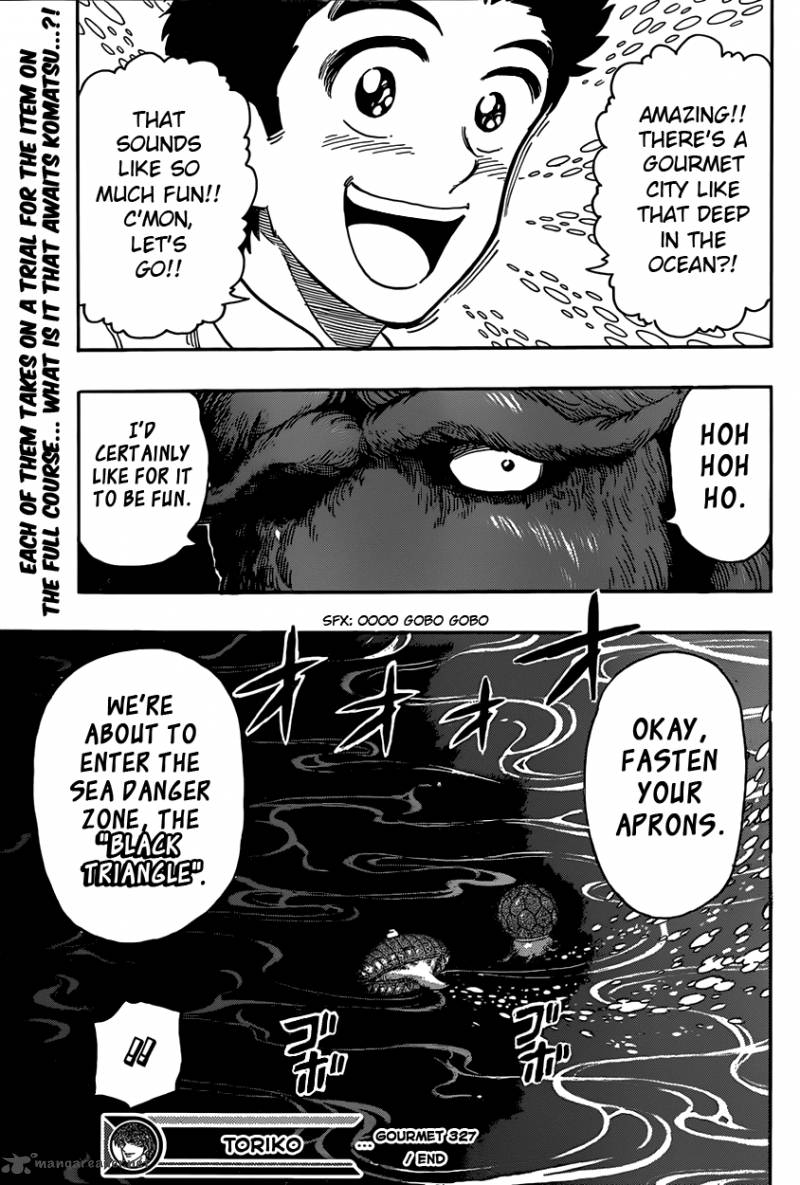 AMAZING!!
THERE'S A
GOURMET
CITY LIKE
THAT DEEP
IN THE
OCEAN?!
THAT
SOUNDS
LIKE SO
MUCH FUN!!
C'MON,
LET'S
GO!!
EACH OF THEM TAKES ON A TRIAL FOR THE ITEM ON
THE FULL COURSE... WHAT IS IT THAT AWAITS KOMATSU...?!
HOH
HOH
HO.
I'D
CERTAINLY
LIKE FOR IT
TO BE FUN.
SFX: OOOO GOBO GOBO
オオオオ
OKAY,
FASTEN
YOUR
APRONS.
WE'RE
ABOUT TO
ENTER THE
SEA DANGER
ZONE, THE
"BLACK
TRIANGLE".
ゴボ
ゴボ
!!
TORIKO
... GOURMET 327
/ END